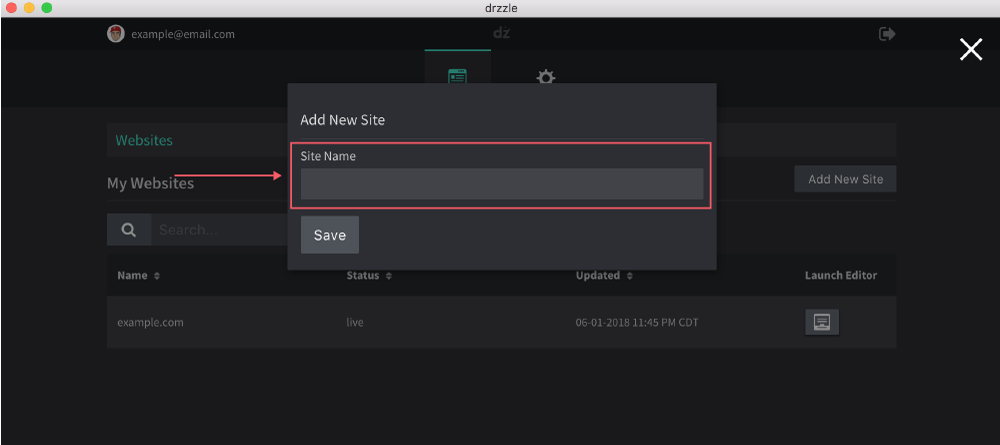 drzzle
example@email.com
dz
Add New Site
Websites
Site Name
My Websites
Add New Site
Search...
Save
Name Status Updated Launch Editor
example.com live 06-01-2018 11:45 PM CDT